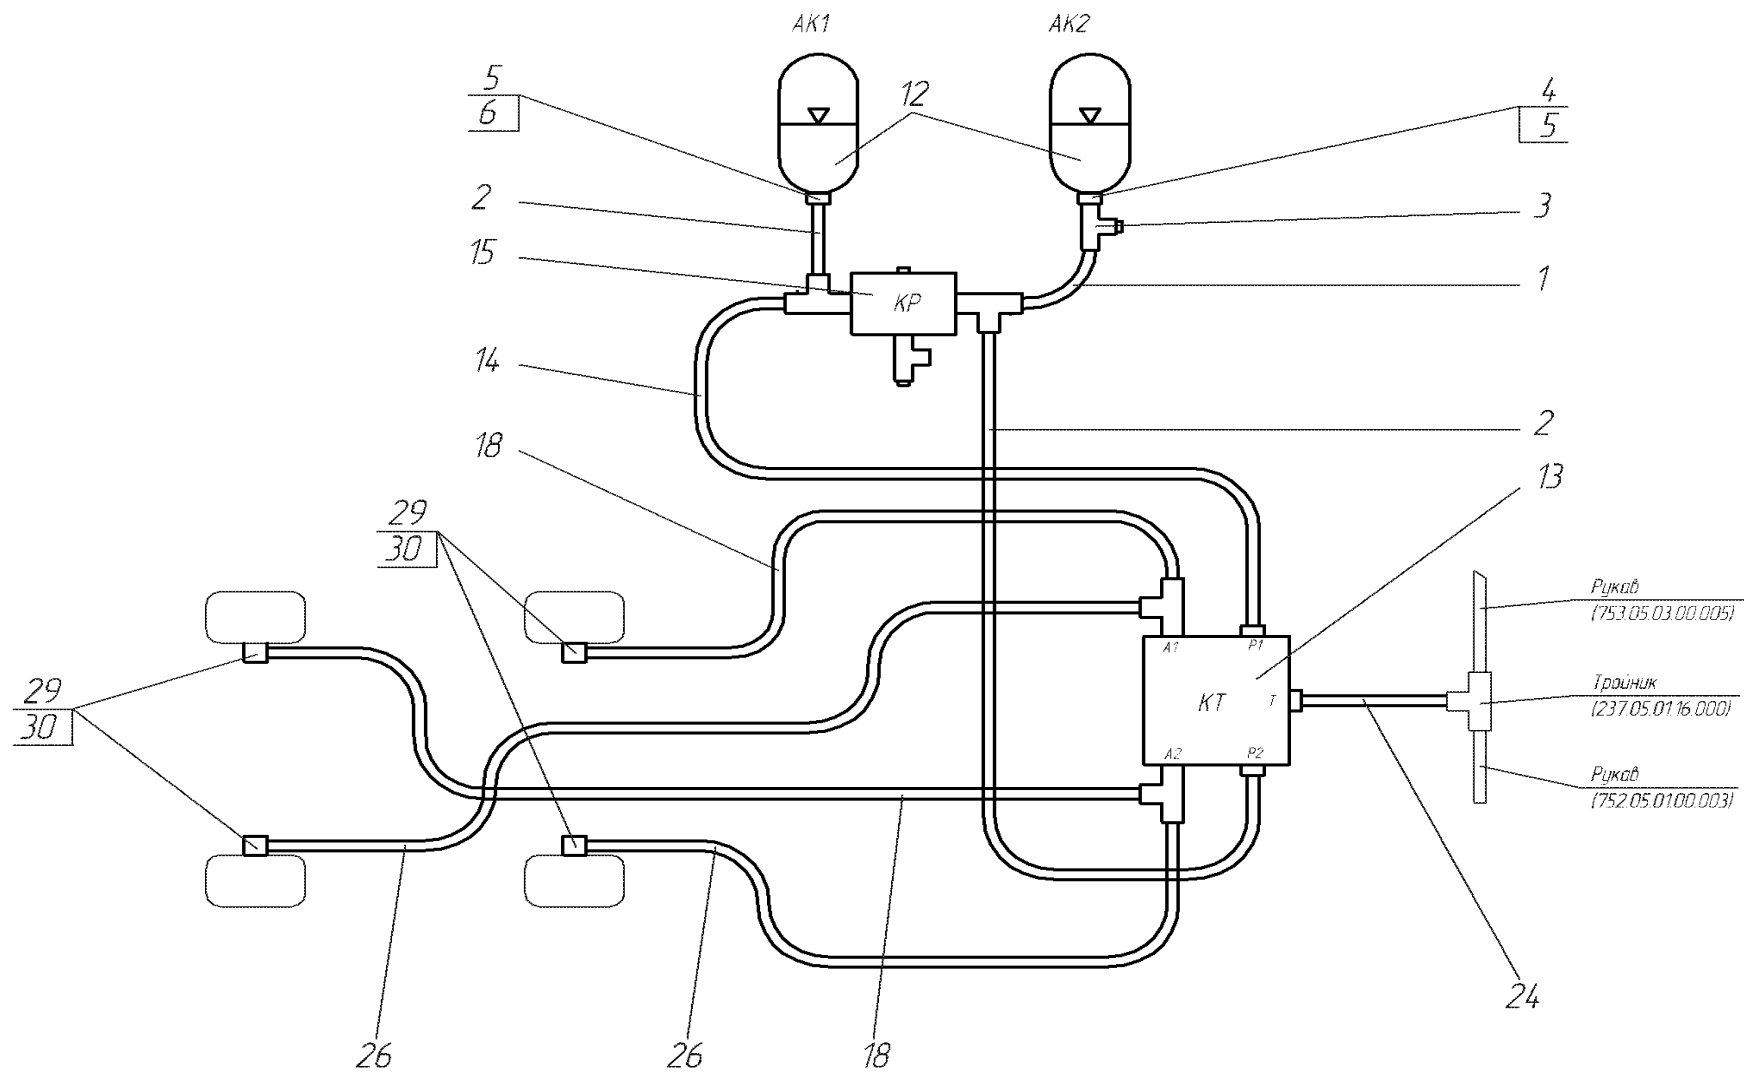 АК1
АК2
5
6
12
4
5
2
3
15
КР
1
14
2
18
13
29
30
Рукав
(753.05.03.00.005)
А1
Р1
29
30
КТ
Т
Тройник
(237.05.01.16.000)
А2
Р2
Рукав
(752.05.01.00.003)
24
26
26
18